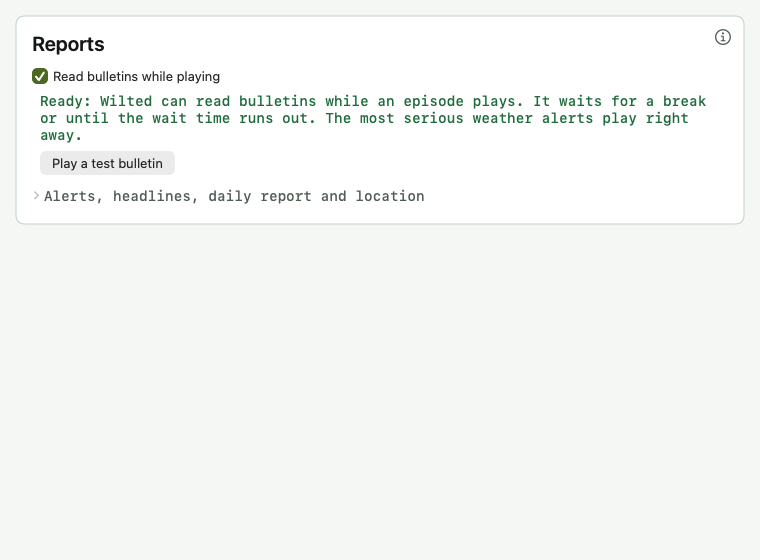 Reports
Read bulletins while playing
Ready: Wilted can read bulletins while an episode plays. It waits for a break
or until the wait time runs out. The most serious weather alerts play right
away.
Play a test bulletin
Alerts, headlines, daily report and location